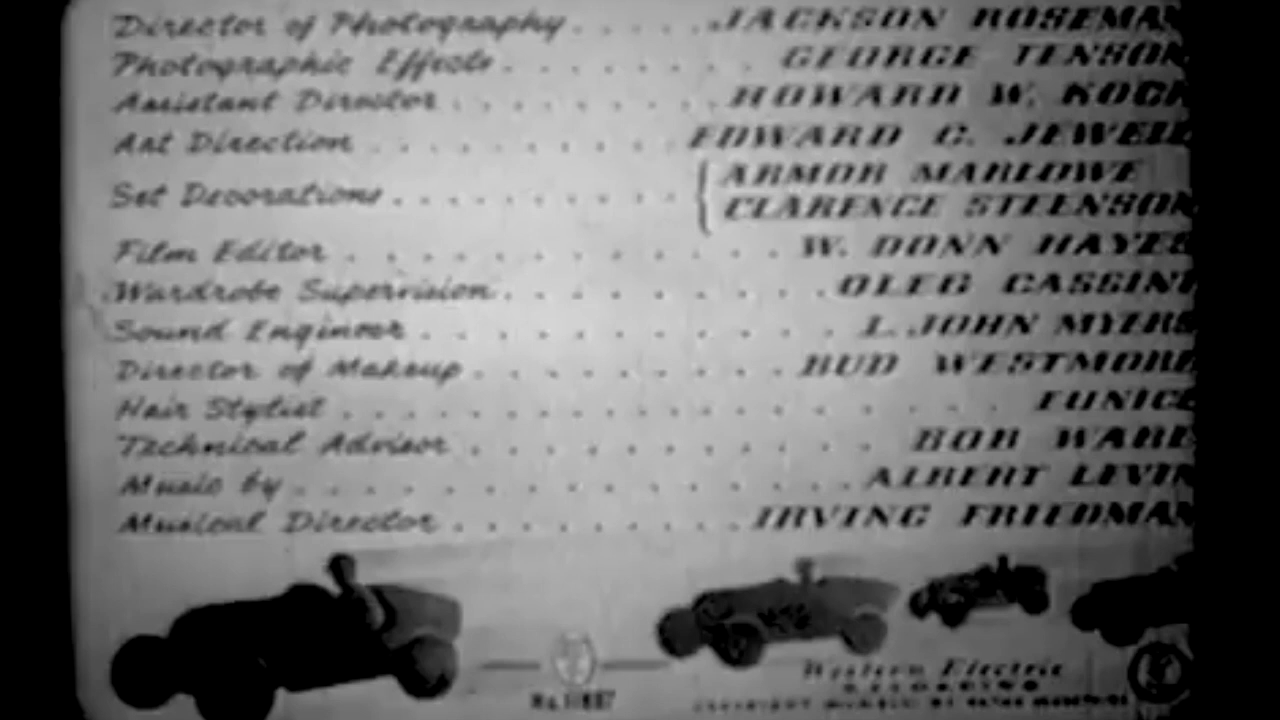 Director of Photography . . . . . . JACKSON ROSEMAN
Photographic Effects . . . . . . . . GEORGE TENSON
Assistant Director . . . . . . . . HOWARD W. KOCH
Art Direction . . . . . . . . . . EDWARD C. JEWELL
Set Decorations . . . . . . . . { ARMOR MARLOWE
CLARENCE STEENSON
Film Editor . . . . . . . . . . . . W. DONN HAYES
Wardrobe Supervision . . . . . . . . . OLEG CASSINI
Sound Engineer . . . . . . . . . . . L. JOHN MYERS
Director of Makeup . . . . . . . . . BUD WESTMORE
Hair Stylist . . . . . . . . . . . . . . . . . EUNICE
Technical Advisor . . . . . . . . . . . BOB WARE
Music by . . . . . . . . . . . . . . . ALBERT LEVIN
Musical Director . . . . . . . . . IRVING FRIEDMAN
Western Electric
RECORDING
No.
COPYRIGHT